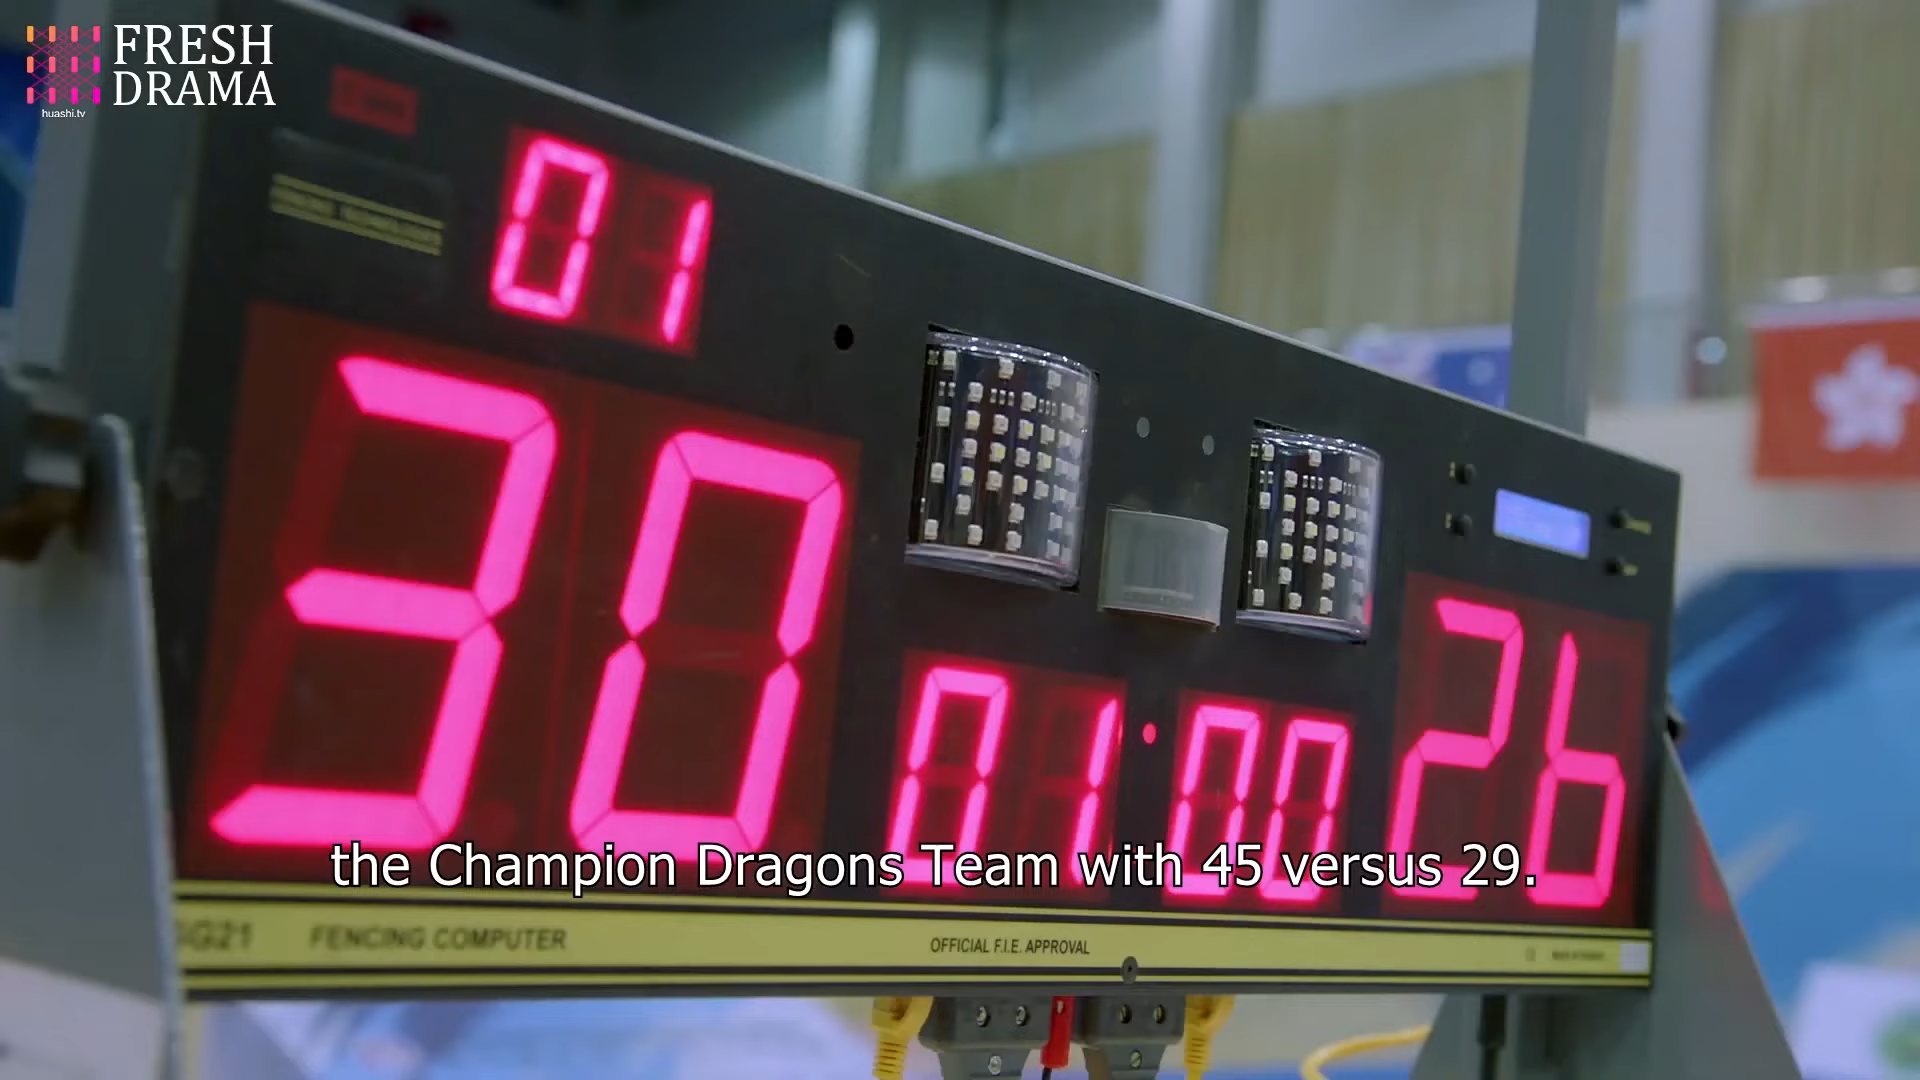 FRESH
DRAMA
huashi.tv
01
30
01:00
26
the Champion Dragons Team with 45 versus 29.
FENCING COMPUTER
OFFICIAL F.I.E. APPROVAL